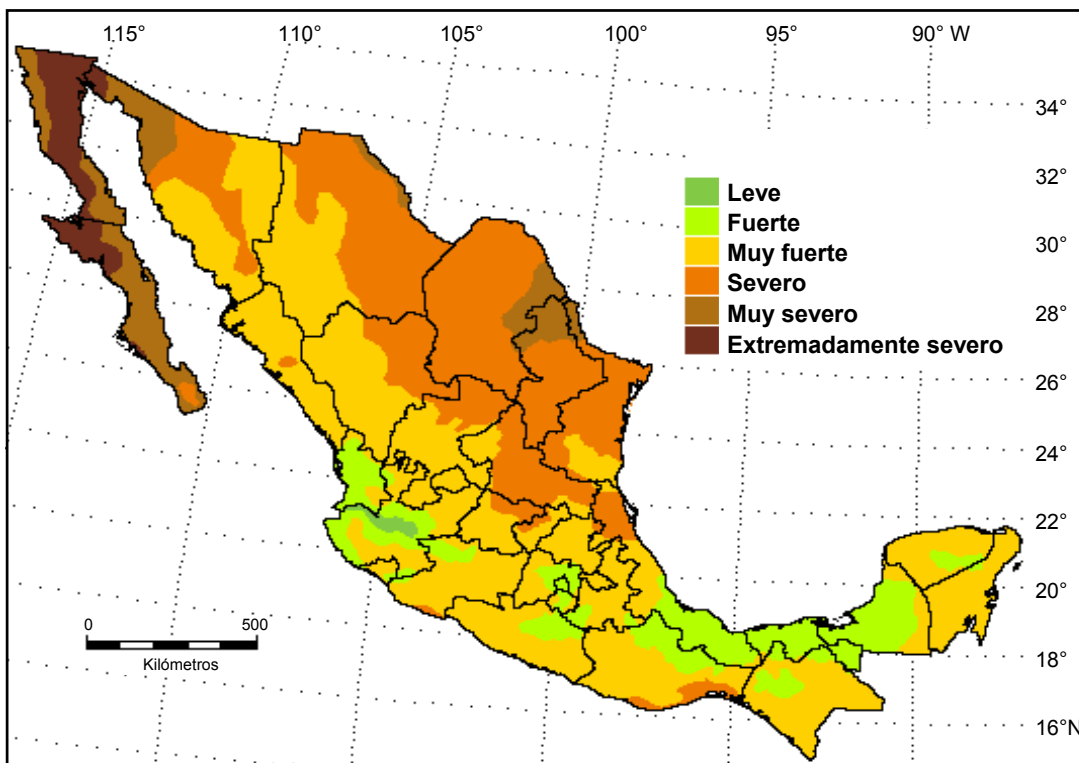 115° 110° 105° 100° 95° 90° W
34°
32°
Leve
Fuerte
30°
Muy fuerte
Severo
28°
Muy severo
Extremadamente severo
26°
24°
22°
20°
0 500
Kilómetros
18°
16°N